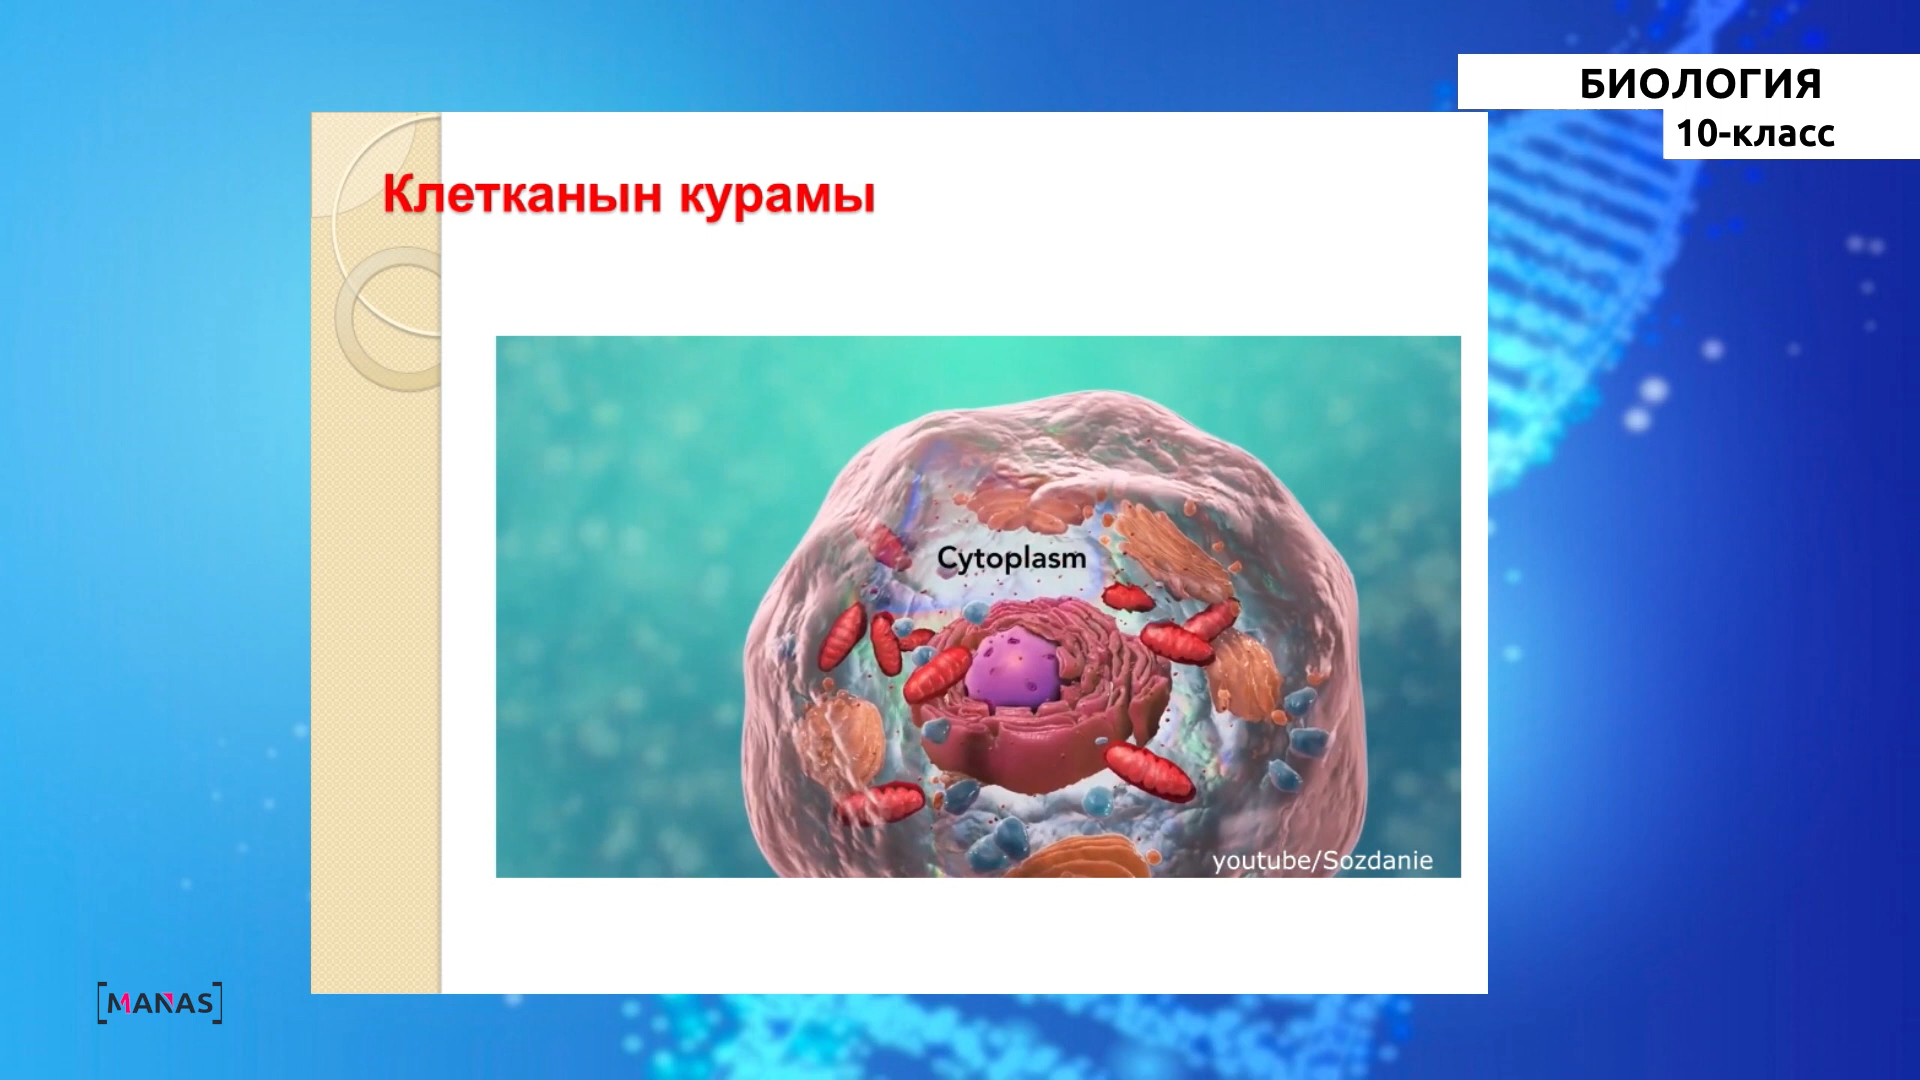 БИОЛОГИЯ
10-класс
Клетканын курамы
Cytoplasm
youtube/Sozdanie
[MANAS]